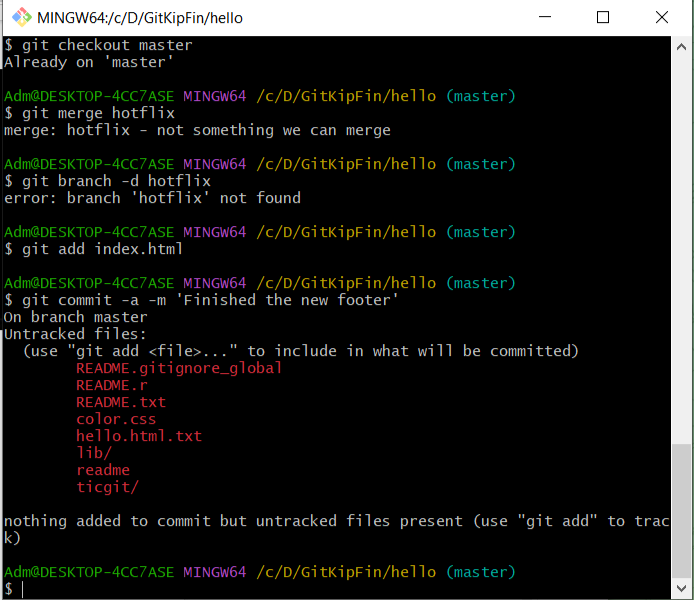 MINGW64:/c/D/GitKipFin/hello
$ git checkout master
Already on 'master'
Adm@DESKTOP-4CC7ASE MINGW64 /c/D/GitKipFin/hello (master)
$ git merge hotflix
merge: hotflix - not something we can merge
Adm@DESKTOP-4CC7ASE MINGW64 /c/D/GitKipFin/hello (master)
$ git branch -d hotflix
error: branch 'hotflix' not found
Adm@DESKTOP-4CC7ASE MINGW64 /c/D/GitKipFin/hello (master)
$ git add index.html
Adm@DESKTOP-4CC7ASE MINGW64 /c/D/GitKipFin/hello (master)
$ git commit -a -m 'Finished the new footer'
On branch master
Untracked files:
  (use "git add <file>..." to include in what will be committed)
        README.gitignore_global
        README.r
        README.txt
        color.css
        hello.html.txt
        lib/
        readme
        ticgit/
nothing added to commit but untracked files present (use "git add" to trac
k)
Adm@DESKTOP-4CC7ASE MINGW64 /c/D/GitKipFin/hello (master)
$